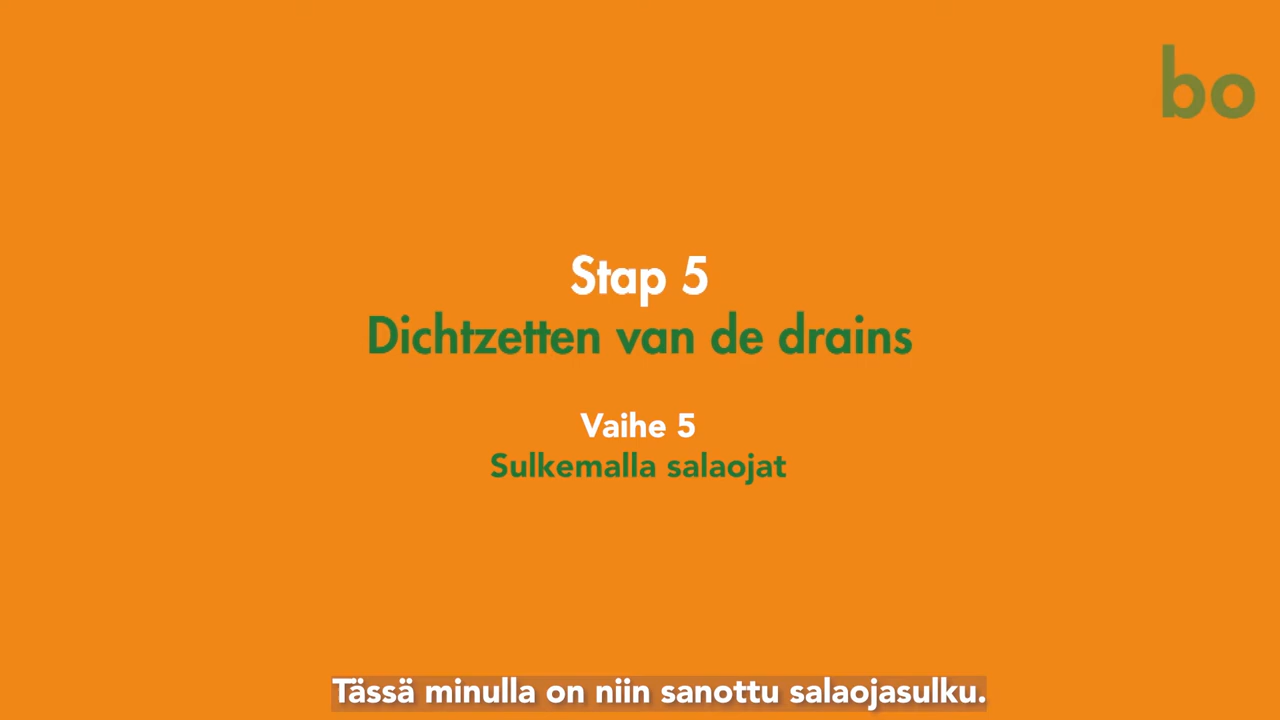 bo
Stap 5
Dichtzetten van de drains
Vaihe 5
Sulkemalla salaojat
Tässä minulla on niin sanottu salaojasulku.